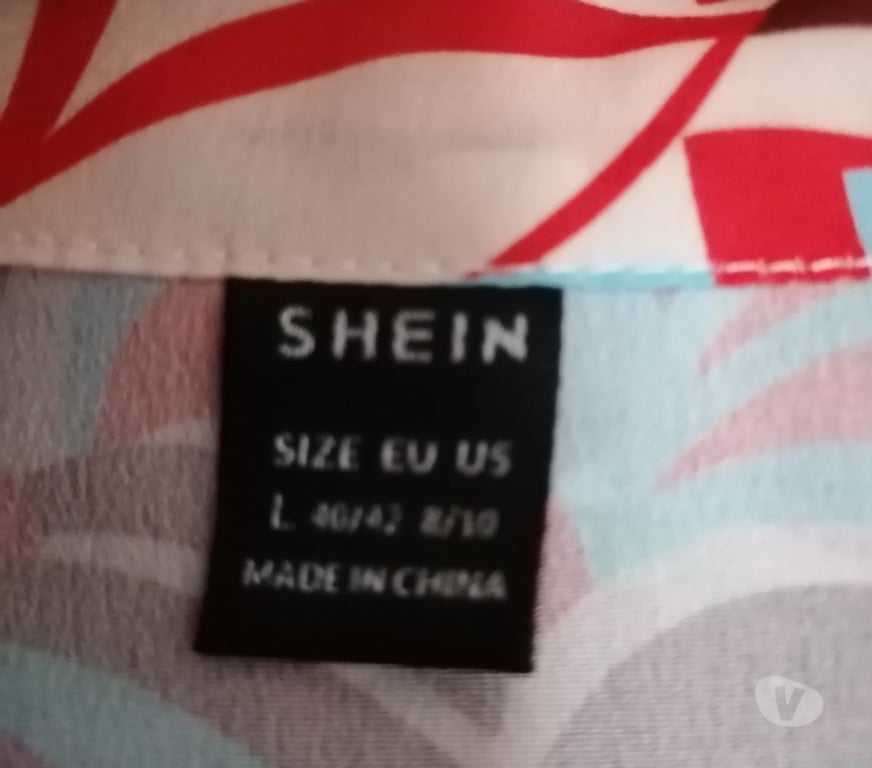 SHEIN
SIZE EU US
L 40/42 8/10
MADE IN CHINA
V